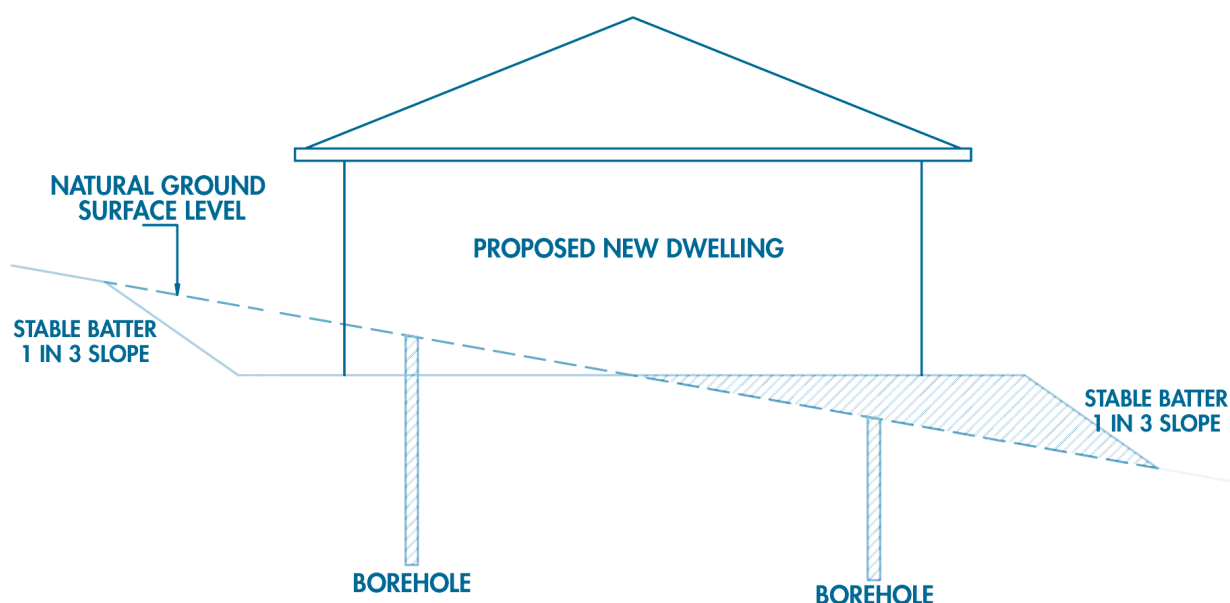 NATURAL GROUND
SURFACE LEVEL
PROPOSED NEW DWELLING
STABLE BATTER
1 IN 3 SLOPE
STABLE BATTER
1 IN 3 SLOPE
BOREHOLE
BOREHOLE